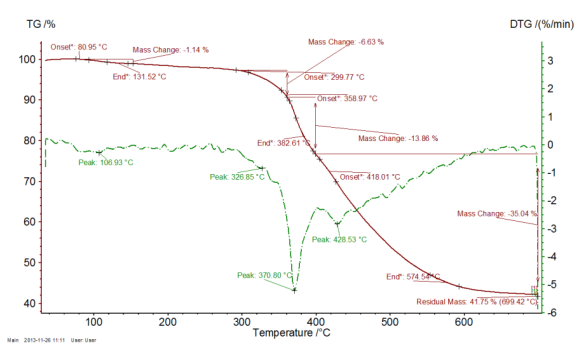 TG /%
DTG /(%/min)
Mass Change: -6.63 %
Onset*: 80.95 °C
Mass Change: -1.14 %
100
3
End*: 131.52 °C
Onset*: 299.77 °C
2
90
Onset*: 358.97 °C
1
Mass Change: -13.86 %
80
End*: 382.61 °C
0
Peak: 106.93 °C
Peak: 326.85 °C
Onset*: 418.01 °C
-1
70
-2
Mass Change: -35.04 %
60
-3
Peak: 428.53 °C
50
-4
Peak: 370.80 °C
End*: 574.54 °C
-5
40
Residual Mass: 41.75 % (699.42 °C)
-6
100
200
300
400
500
600
Temperature /°C
Main 2013-11-26 11:11 User: User